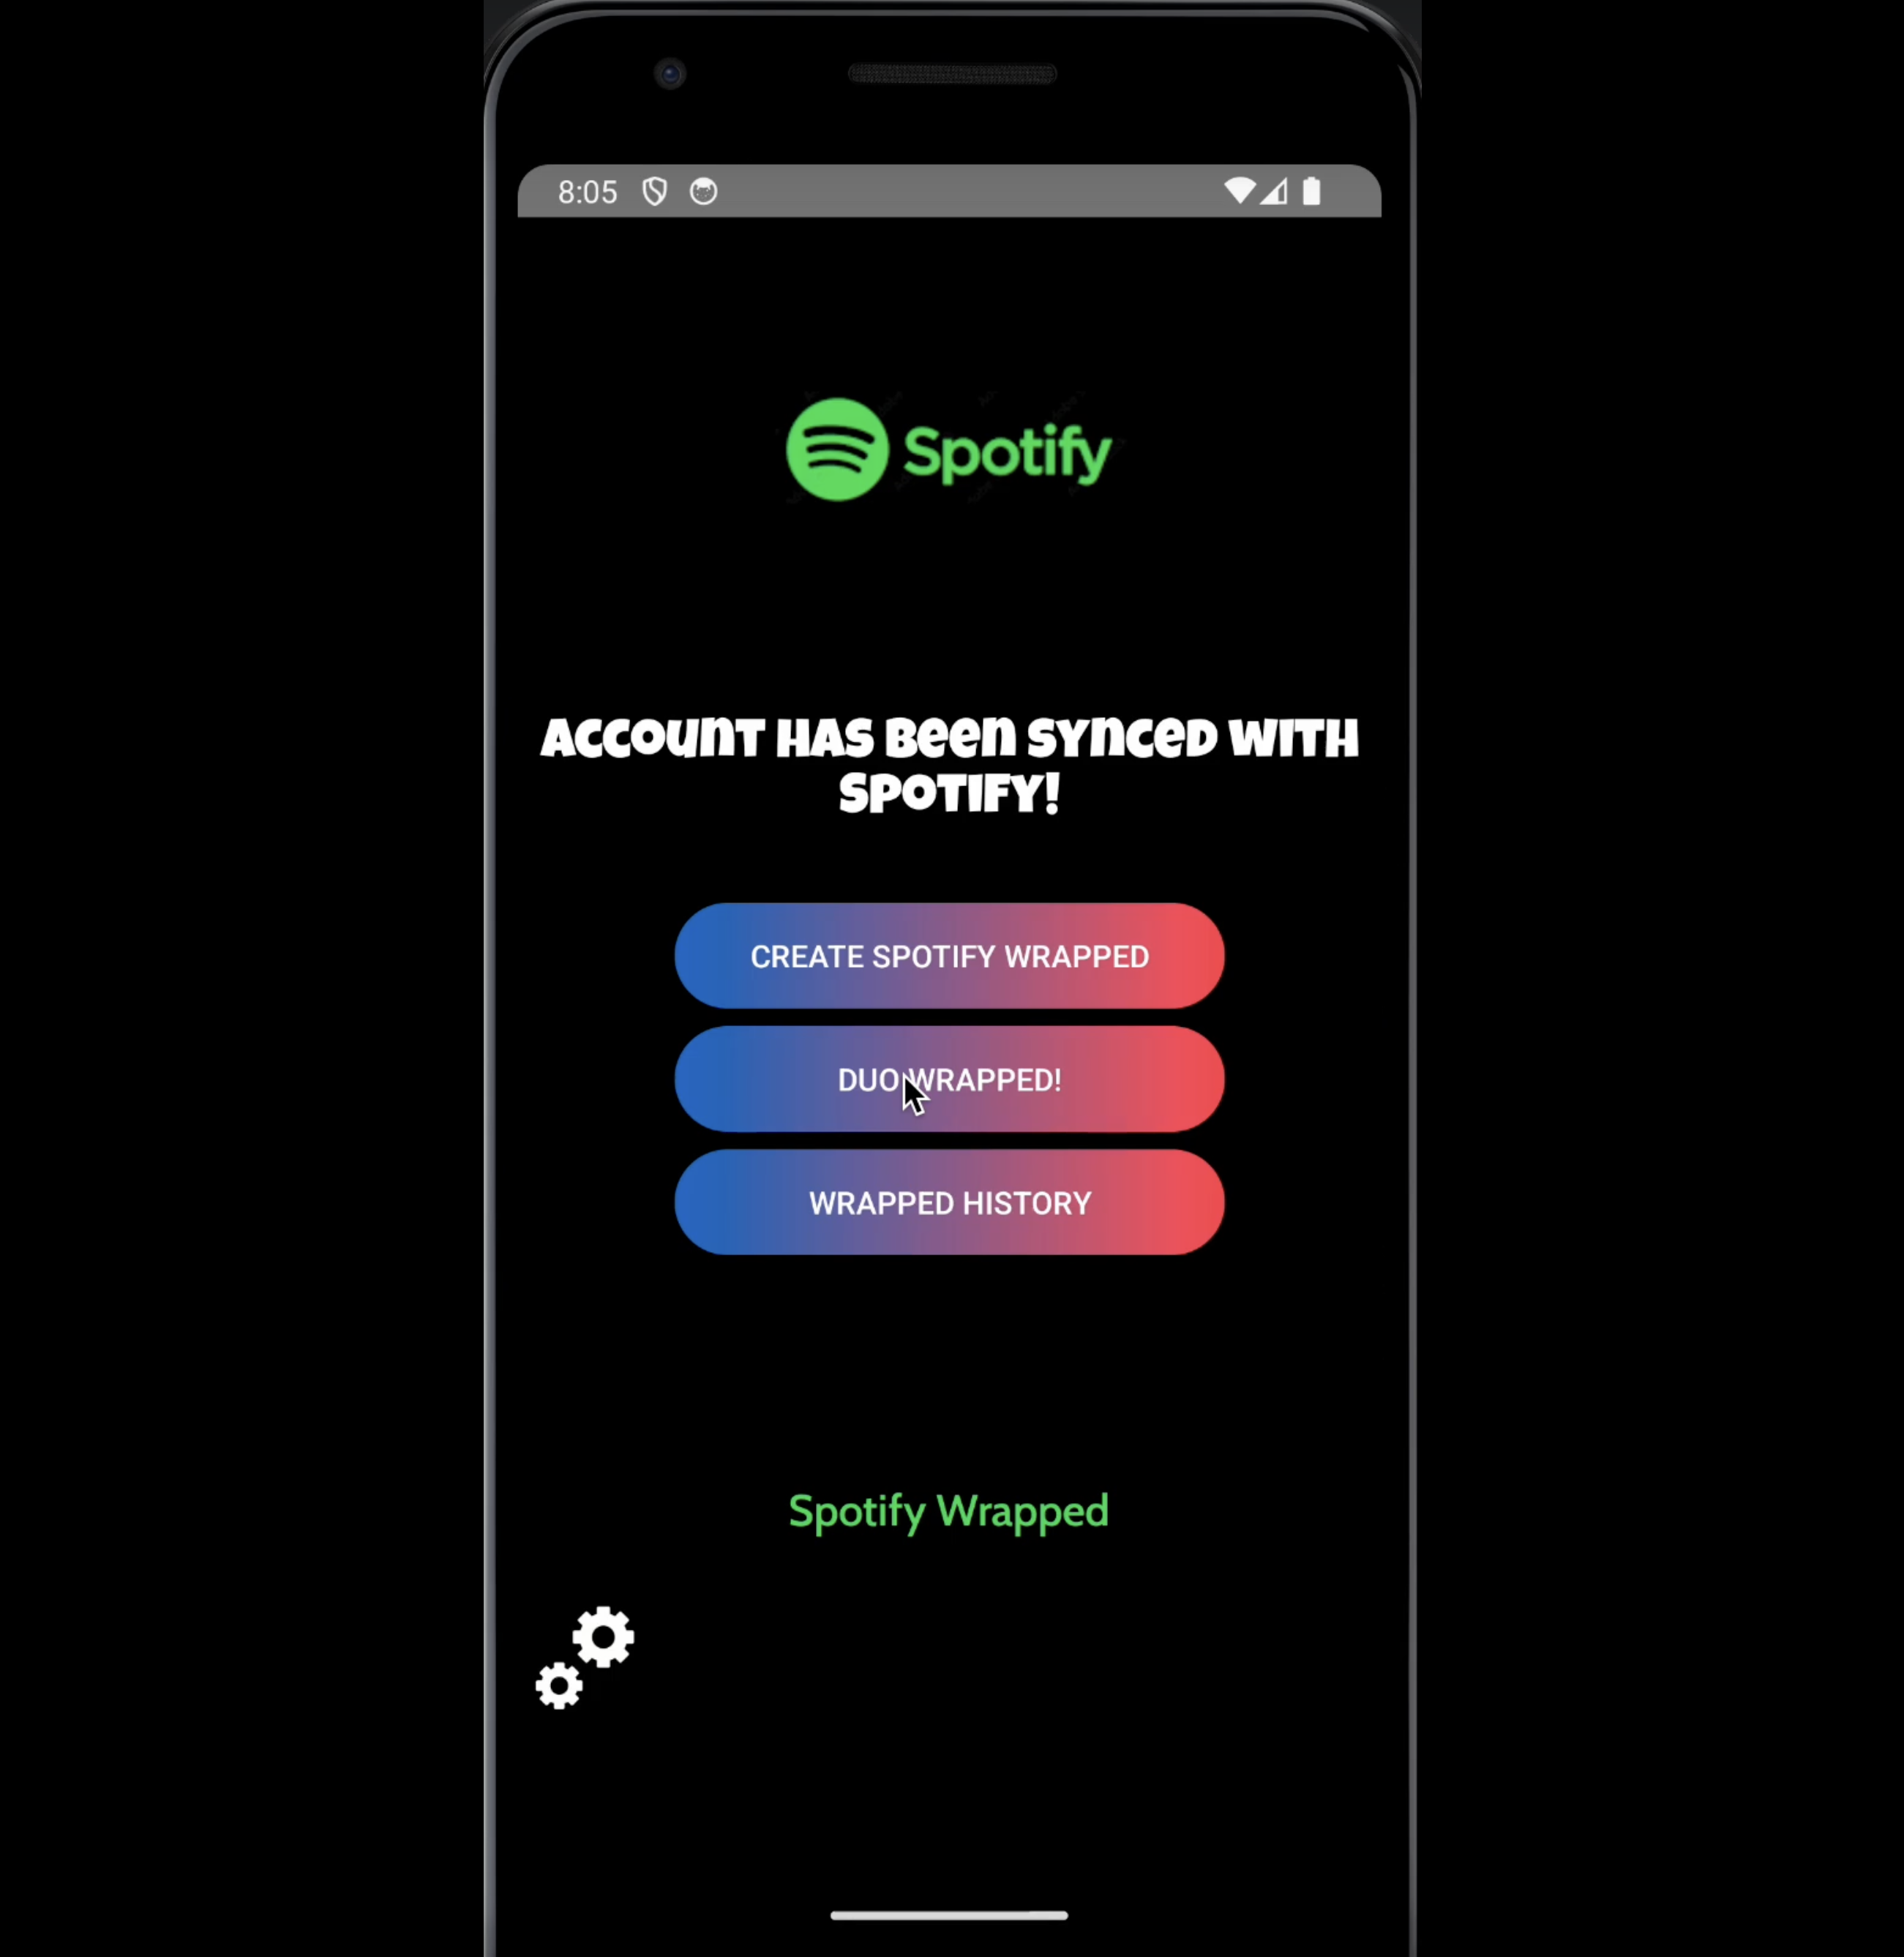 8:05
Spotify
Account has been synced with
Spotify!
CREATE SPOTIFY WRAPPED
DUO WRAPPED!
WRAPPED HISTORY
Spotify Wrapped